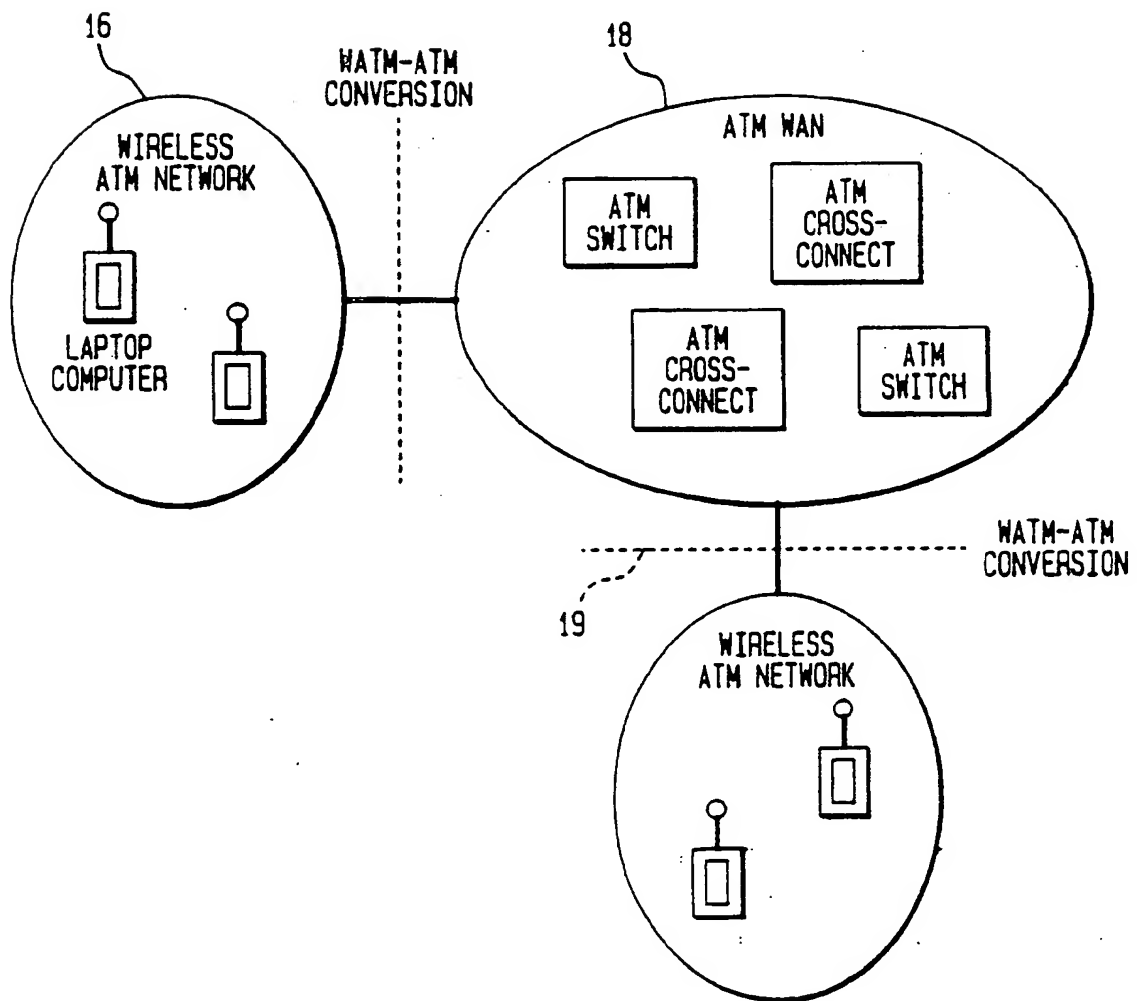 16
WATM-ATM
CONVERSION
18
WIRELESS
ATM NETWORK
LAPTOP
COMPUTER
ATM WAN
ATM
SWITCH
ATM
CROSS-
CONNECT
ATM
CROSS-
CONNECT
ATM
SWITCH
WATM-ATM
CONVERSION
19
WIRELESS
ATM NETWORK